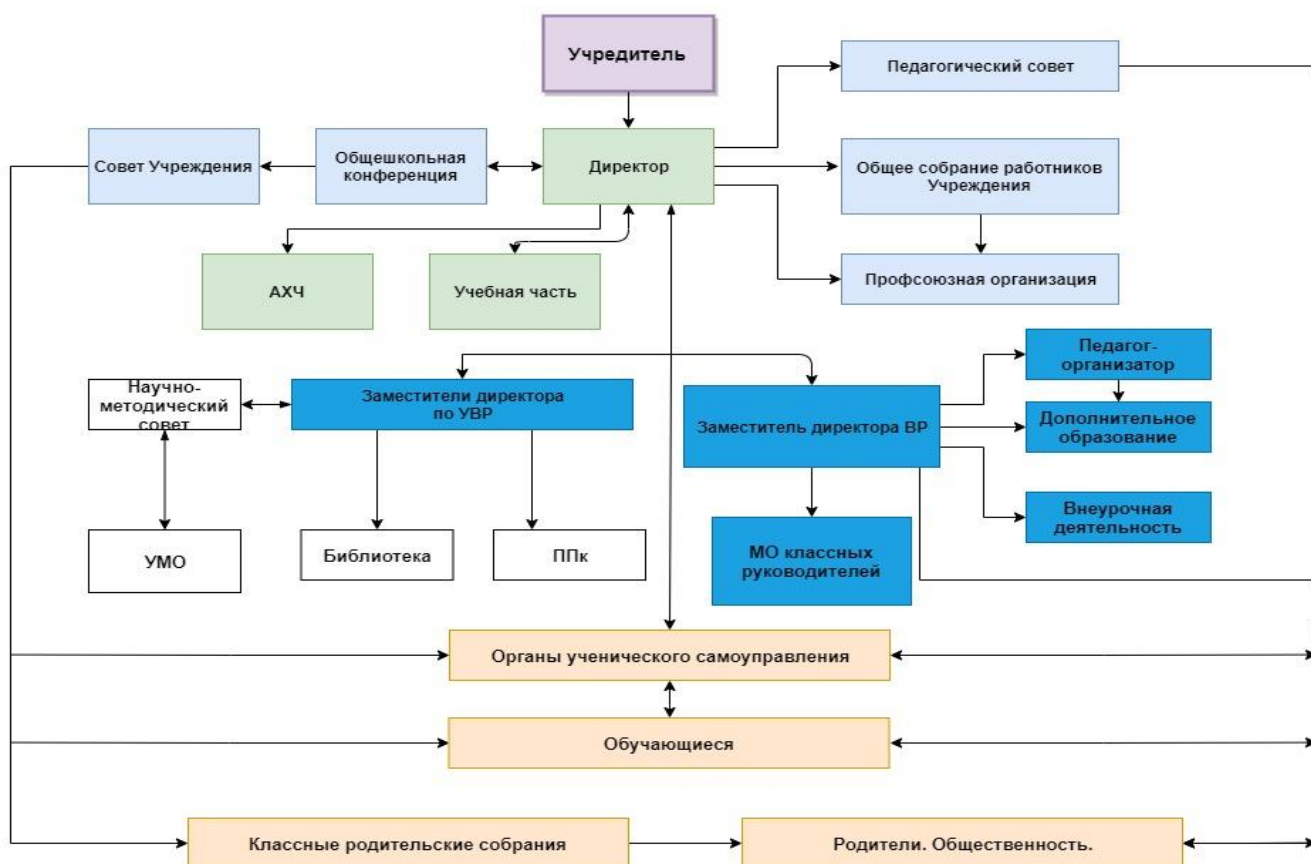 Учредитель
Педагогический совет
Совет Учреждения
Общешкольная
конференция
Директор
Общее собрание работников
Учреждения
АХЧ
Учебная часть
Профсоюзная организация
Научно-
методический
совет
Заместители директора
по УВР
Заместитель директора ВР
Педагог-
организатор
Дополнительное
образование
Внеурочная
деятельность
УМО
Библиотека
ППк
МО классных
руководителей
Органы ученического самоуправления
Обучающиеся
Классные родительские собрания
Родители. Общественность.